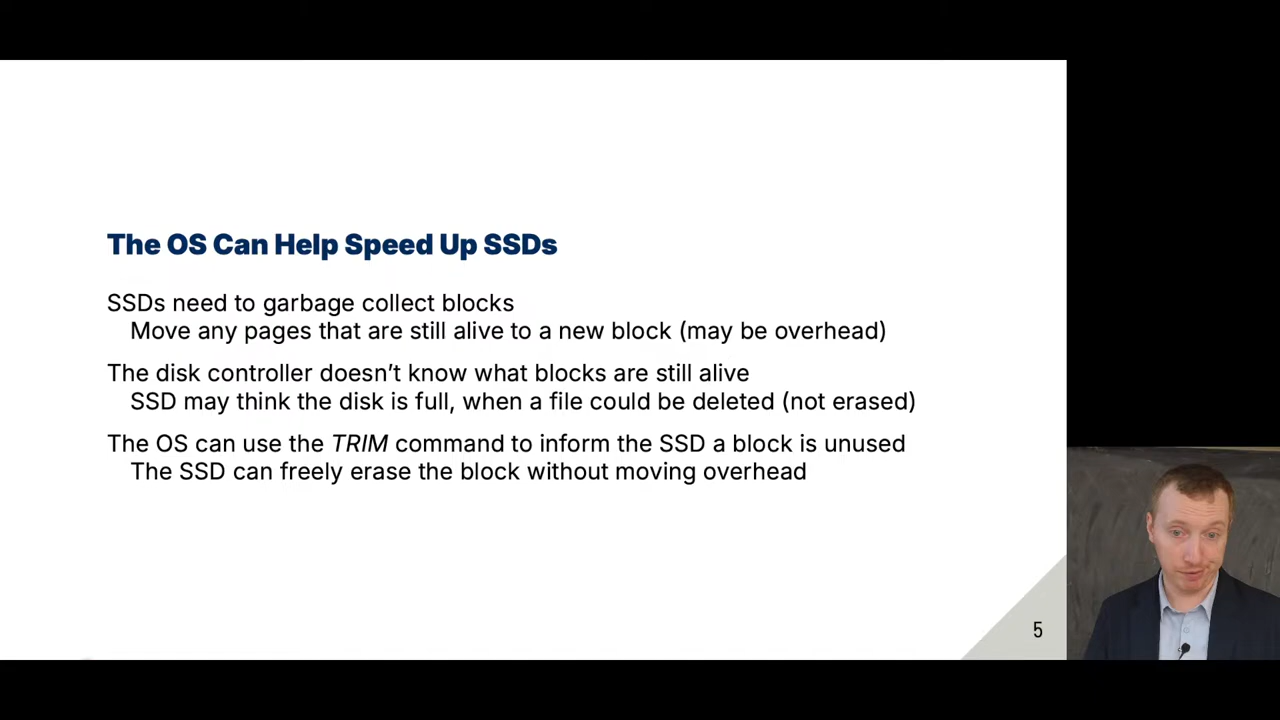 The OS Can Help Speed Up SSDs
SSDs need to garbage collect blocks
Move any pages that are still alive to a new block (may be overhead)
The disk controller doesn’t know what blocks are still alive
SSD may think the disk is full, when a file could be deleted (not erased)
The OS can use the TRIM command to inform the SSD a block is unused
The SSD can freely erase the block without moving overhead
5